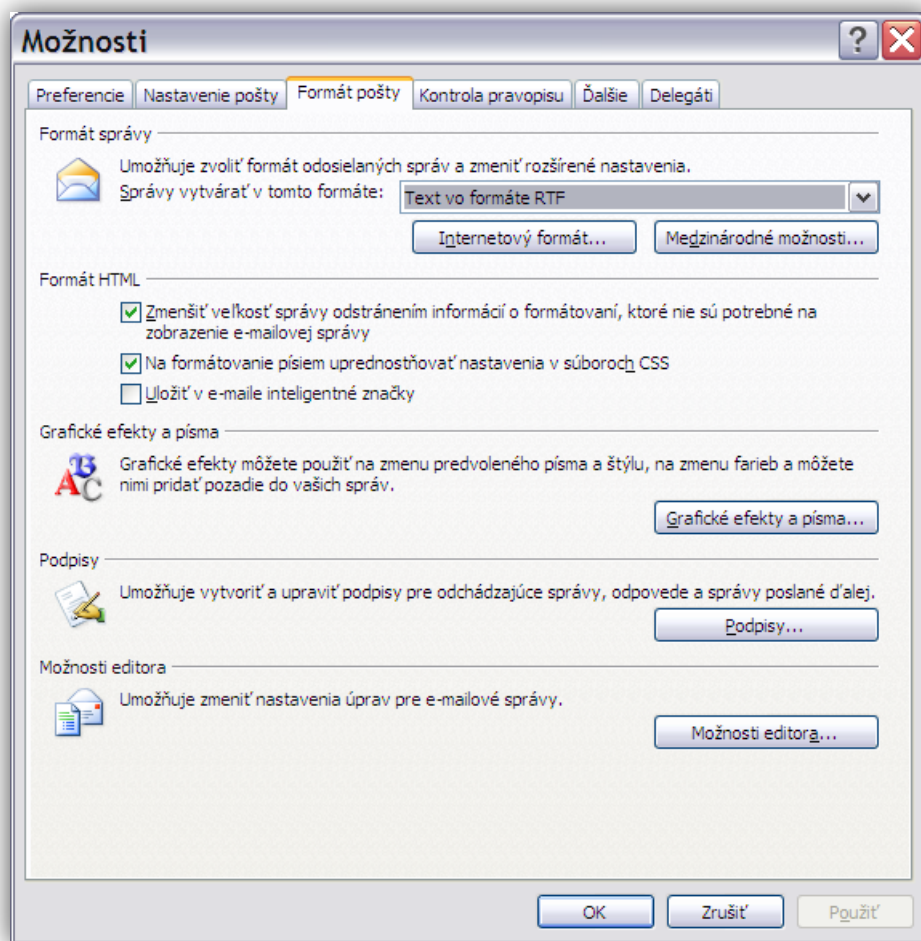 Možnosti
Preferencie Nastavenie pošty Formát pošty Kontrola pravopisu Ďalšie Delegáti
Formát správy
Umožňuje zvoliť formát odosielaných správ a zmeniť rozšírené nastavenia.
Správy vytvárať v tomto formáte: Text vo formáte RTF
Internetový formát... Medzinárodné možnosti...
Formát HTML
Zmenšiť veľkosť správy odstránením informácií o formátovaní, ktoré nie sú potrebné na
zobrazenie e-mailovej správy
Na formátovanie písiem uprednostňovať nastavenia v súboroch CSS
Uložiť v e-maile inteligentné značky
Grafické efekty a písma
Grafické efekty môžete použiť na zmenu predvoleného písma a štýlu, na zmenu farieb a môžete
nimi pridať pozadie do vašich správ.
Grafické efekty a písma...
Podpisy
Umožňuje vytvoriť a upraviť podpisy pre odchádzajúce správy, odpovede a správy poslané ďalej.
Podpisy...
Možnosti editora
Umožňuje zmeniť nastavenia úprav pre e-mailové správy.
Možnosti editora...
OK Zrušiť Použiť